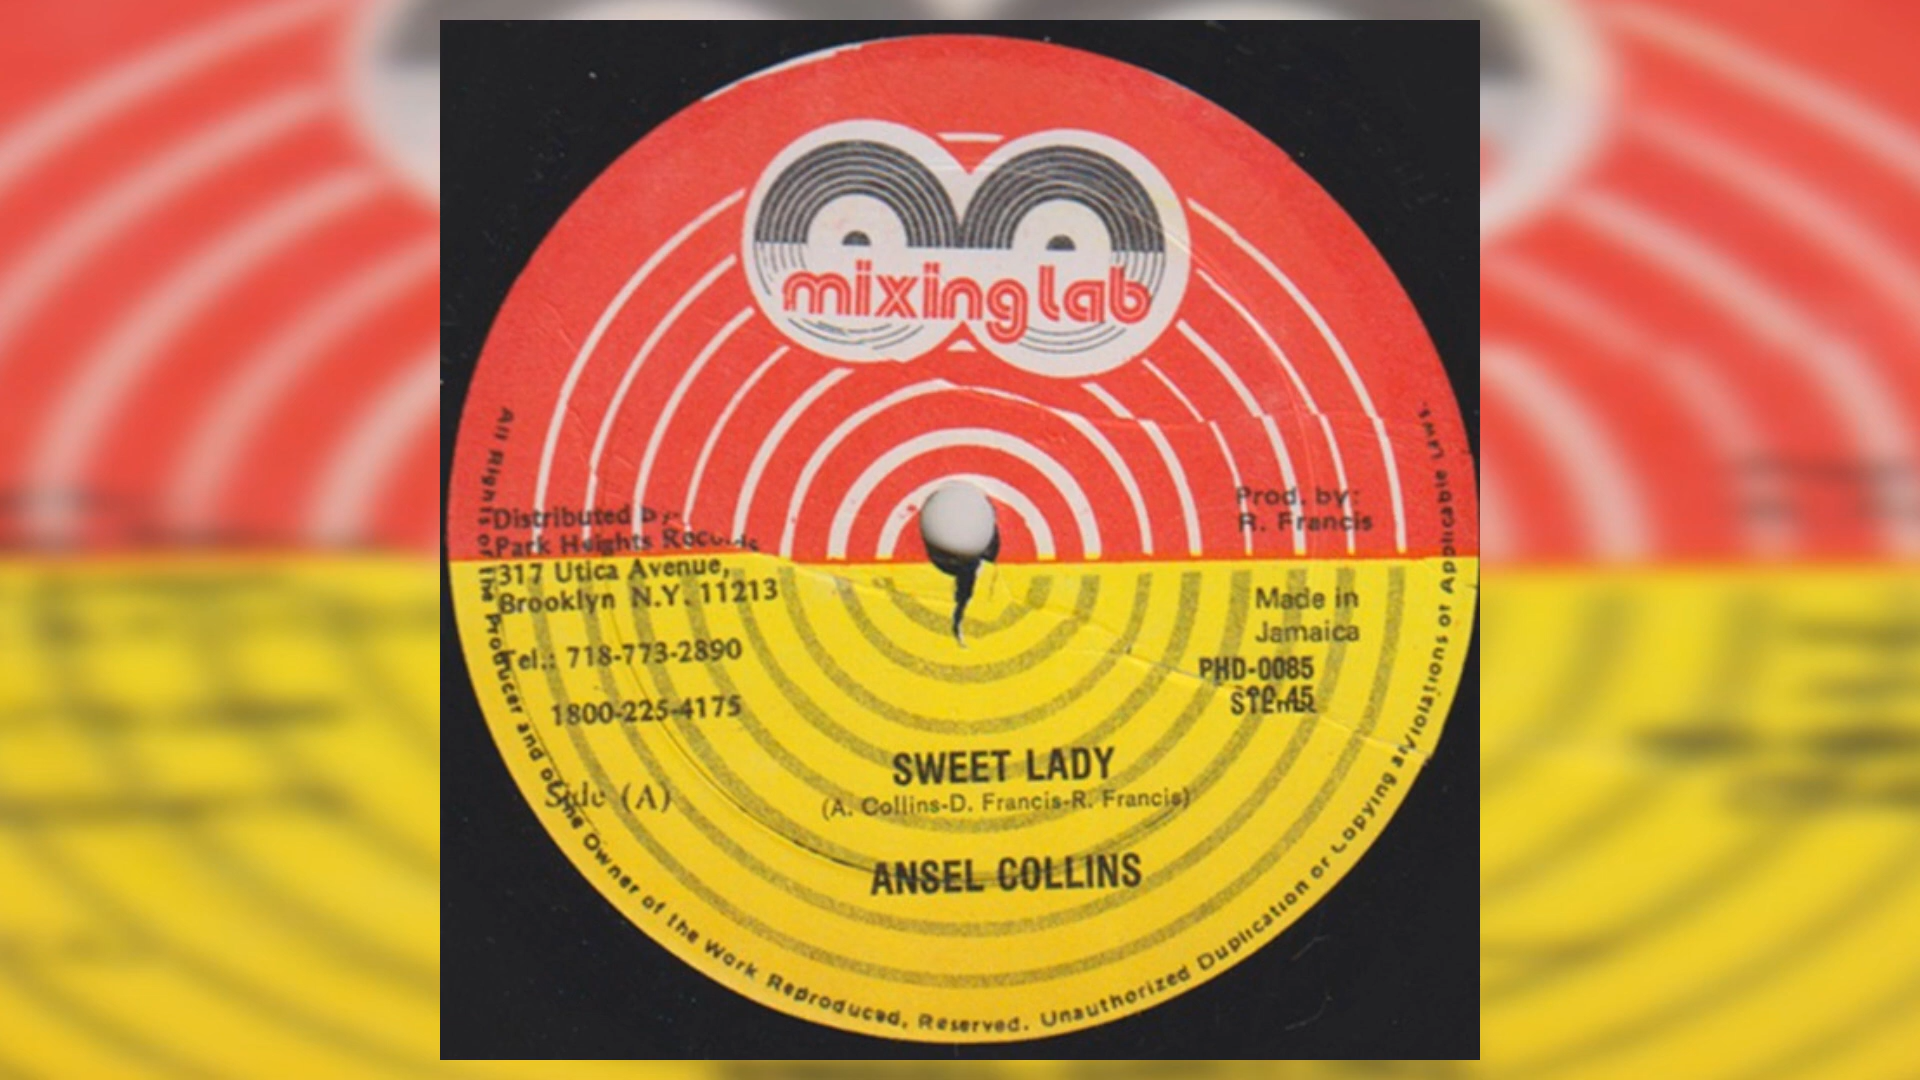 mixing lab
Distributed by
Park Heights Records
317 Utica Avenue,
Brooklyn N.Y. 11213
Tel.: 718-773-2890
1800-225-4175
Side (A)
Prod. by:
R. Francis
Made in
Jamaica
PHD-0085
45
SWEET LADY
(A. Collins-D. Francis-R. Francis)
ANSEL COLLINS
All Rights of the Producer and of the Owner of the Work Reproduced, Reserved. Unauthorized Duplication or Copying is Violations of Applicable Laws.